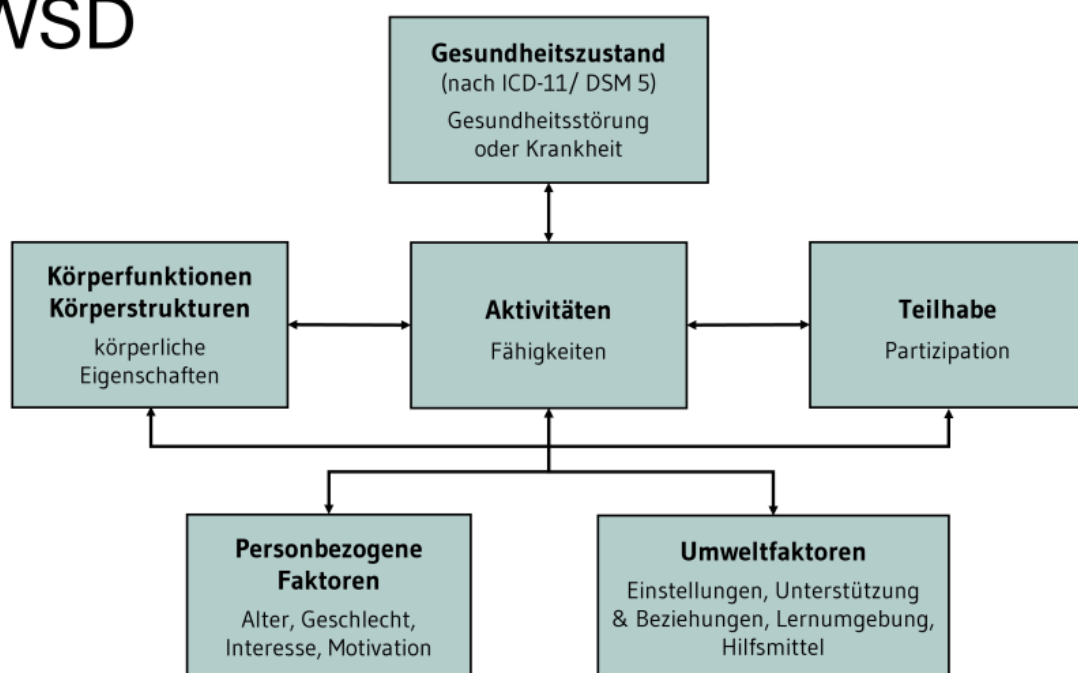 WSD
Gesundheitszustand
(nach ICD-11/ DSM 5)
Gesundheitsstörung
oder Krankheit
Körperfunktionen
Körperstrukturen
körperliche
Eigenschaften
Aktivitäten
Fähigkeiten
Teilhabe
Partizipation
Personbezogene
Faktoren
Alter, Geschlecht,
Interesse, Motivation
Umweltfaktoren
Einstellungen, Unterstützung
& Beziehungen, Lernumgebung,
Hilfsmittel